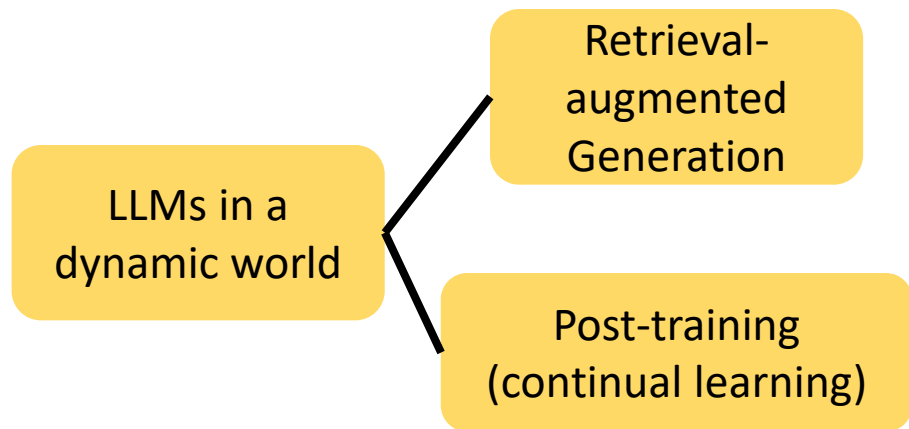 Retrieval-
augmented
Generation
LLMs in a
dynamic world
Post-training
(continual learning)